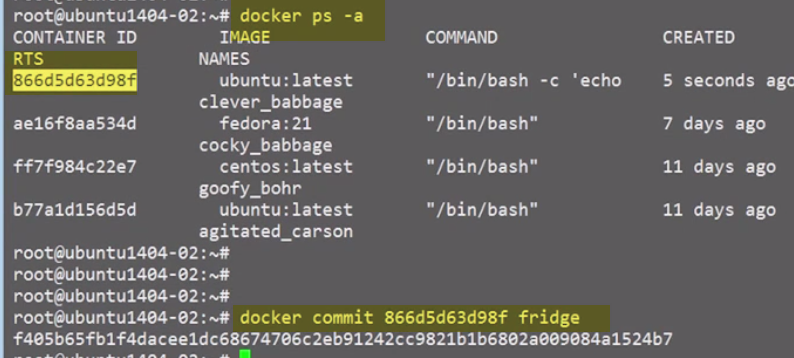 root@ubuntu1404-02:~# docker ps -a
CONTAINER ID IMAGE COMMAND CREATED
RTS NAMES
866d5d63d98f ubuntu:latest "/bin/bash -c 'echo 5 seconds ago
clever_babbage
ae16f8aa534d fedora:21 "/bin/bash" 7 days ago
cocky_babbage
ff7f984c22e7 centos:latest "/bin/bash" 11 days ago
goofy_bohr
b77a1d156d5d ubuntu:latest "/bin/bash" 11 days ago
agitated_carson
root@ubuntu1404-02:~#
root@ubuntu1404-02:~#
root@ubuntu1404-02:~#
root@ubuntu1404-02:~# docker commit 866d5d63d98f fridge
f405b65fb1f4dacee1dc68674706c2eb91242cc9821b1b6802a009084a1524b7